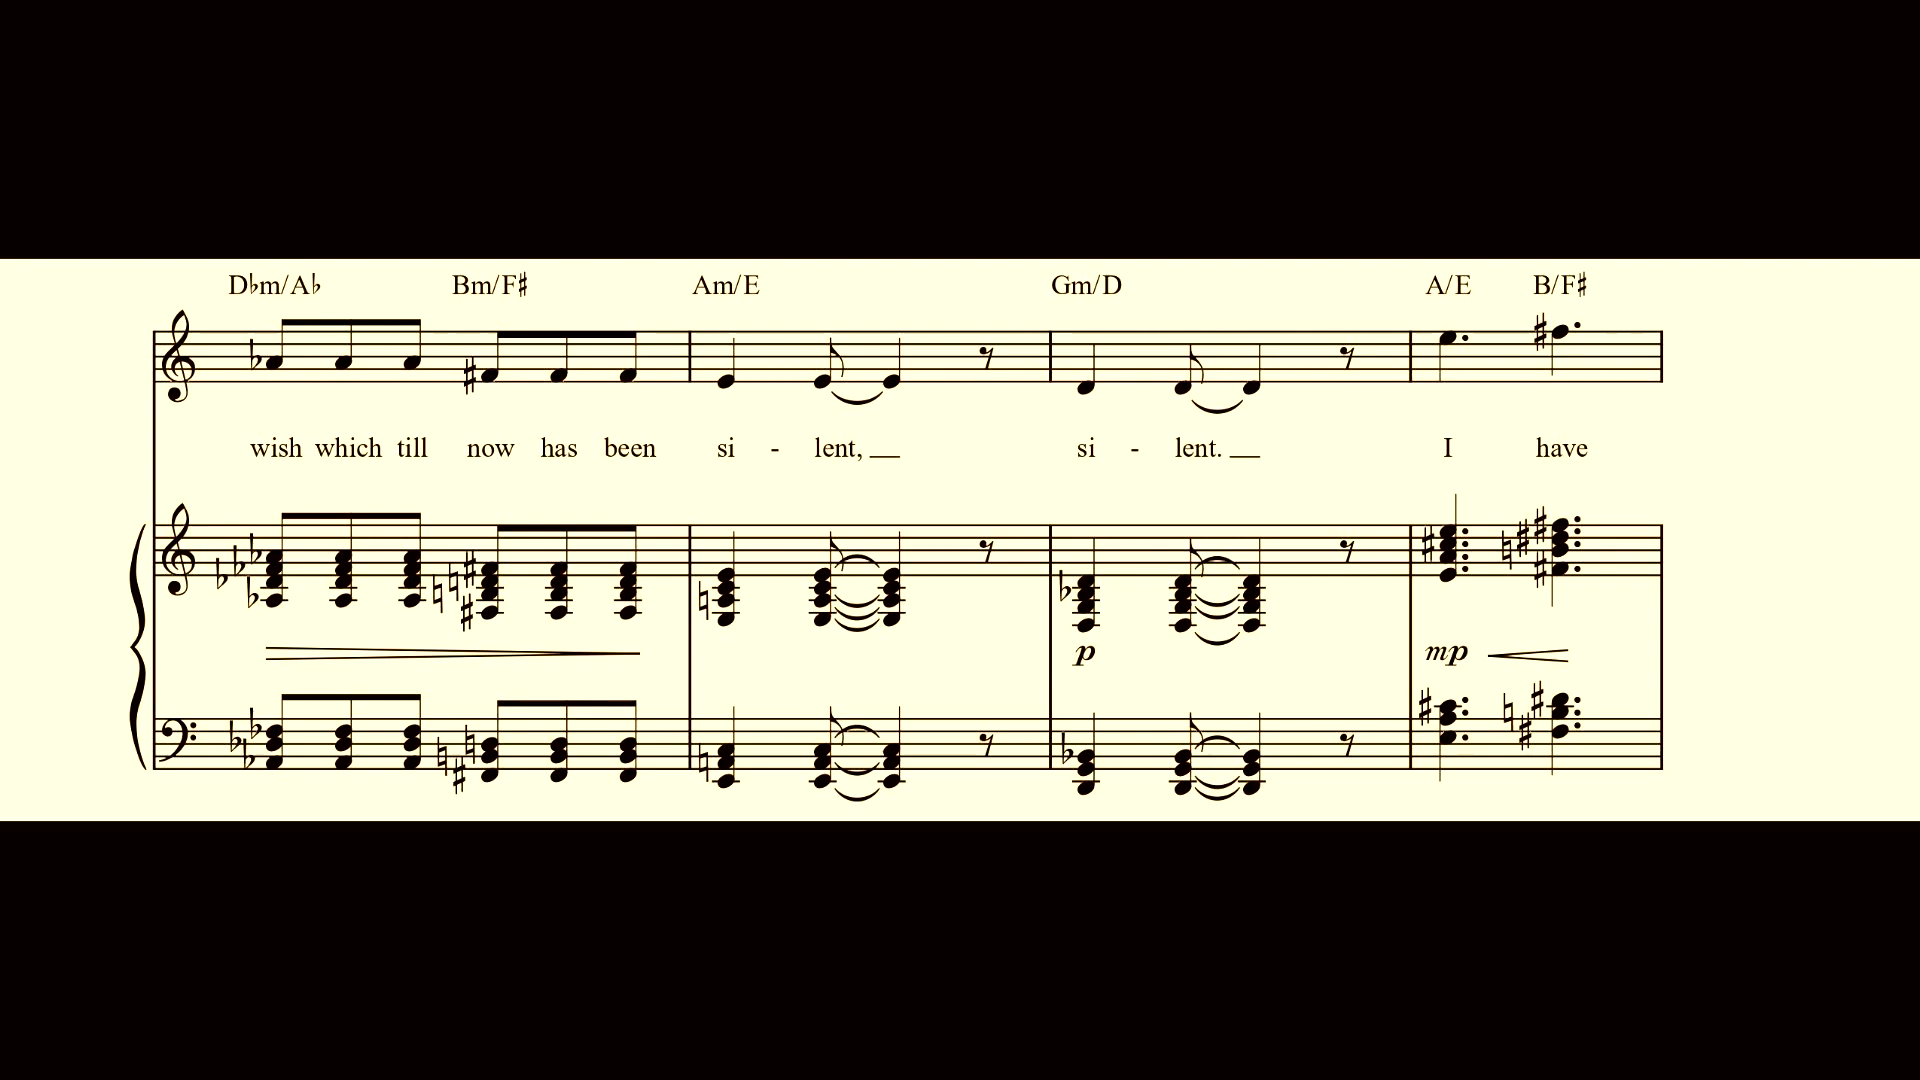 D♭m/A♭ Bm/F♯ Am/E Gm/D A/E B/F♯
wish which till now has been si - lent, si - lent. I have
p mp